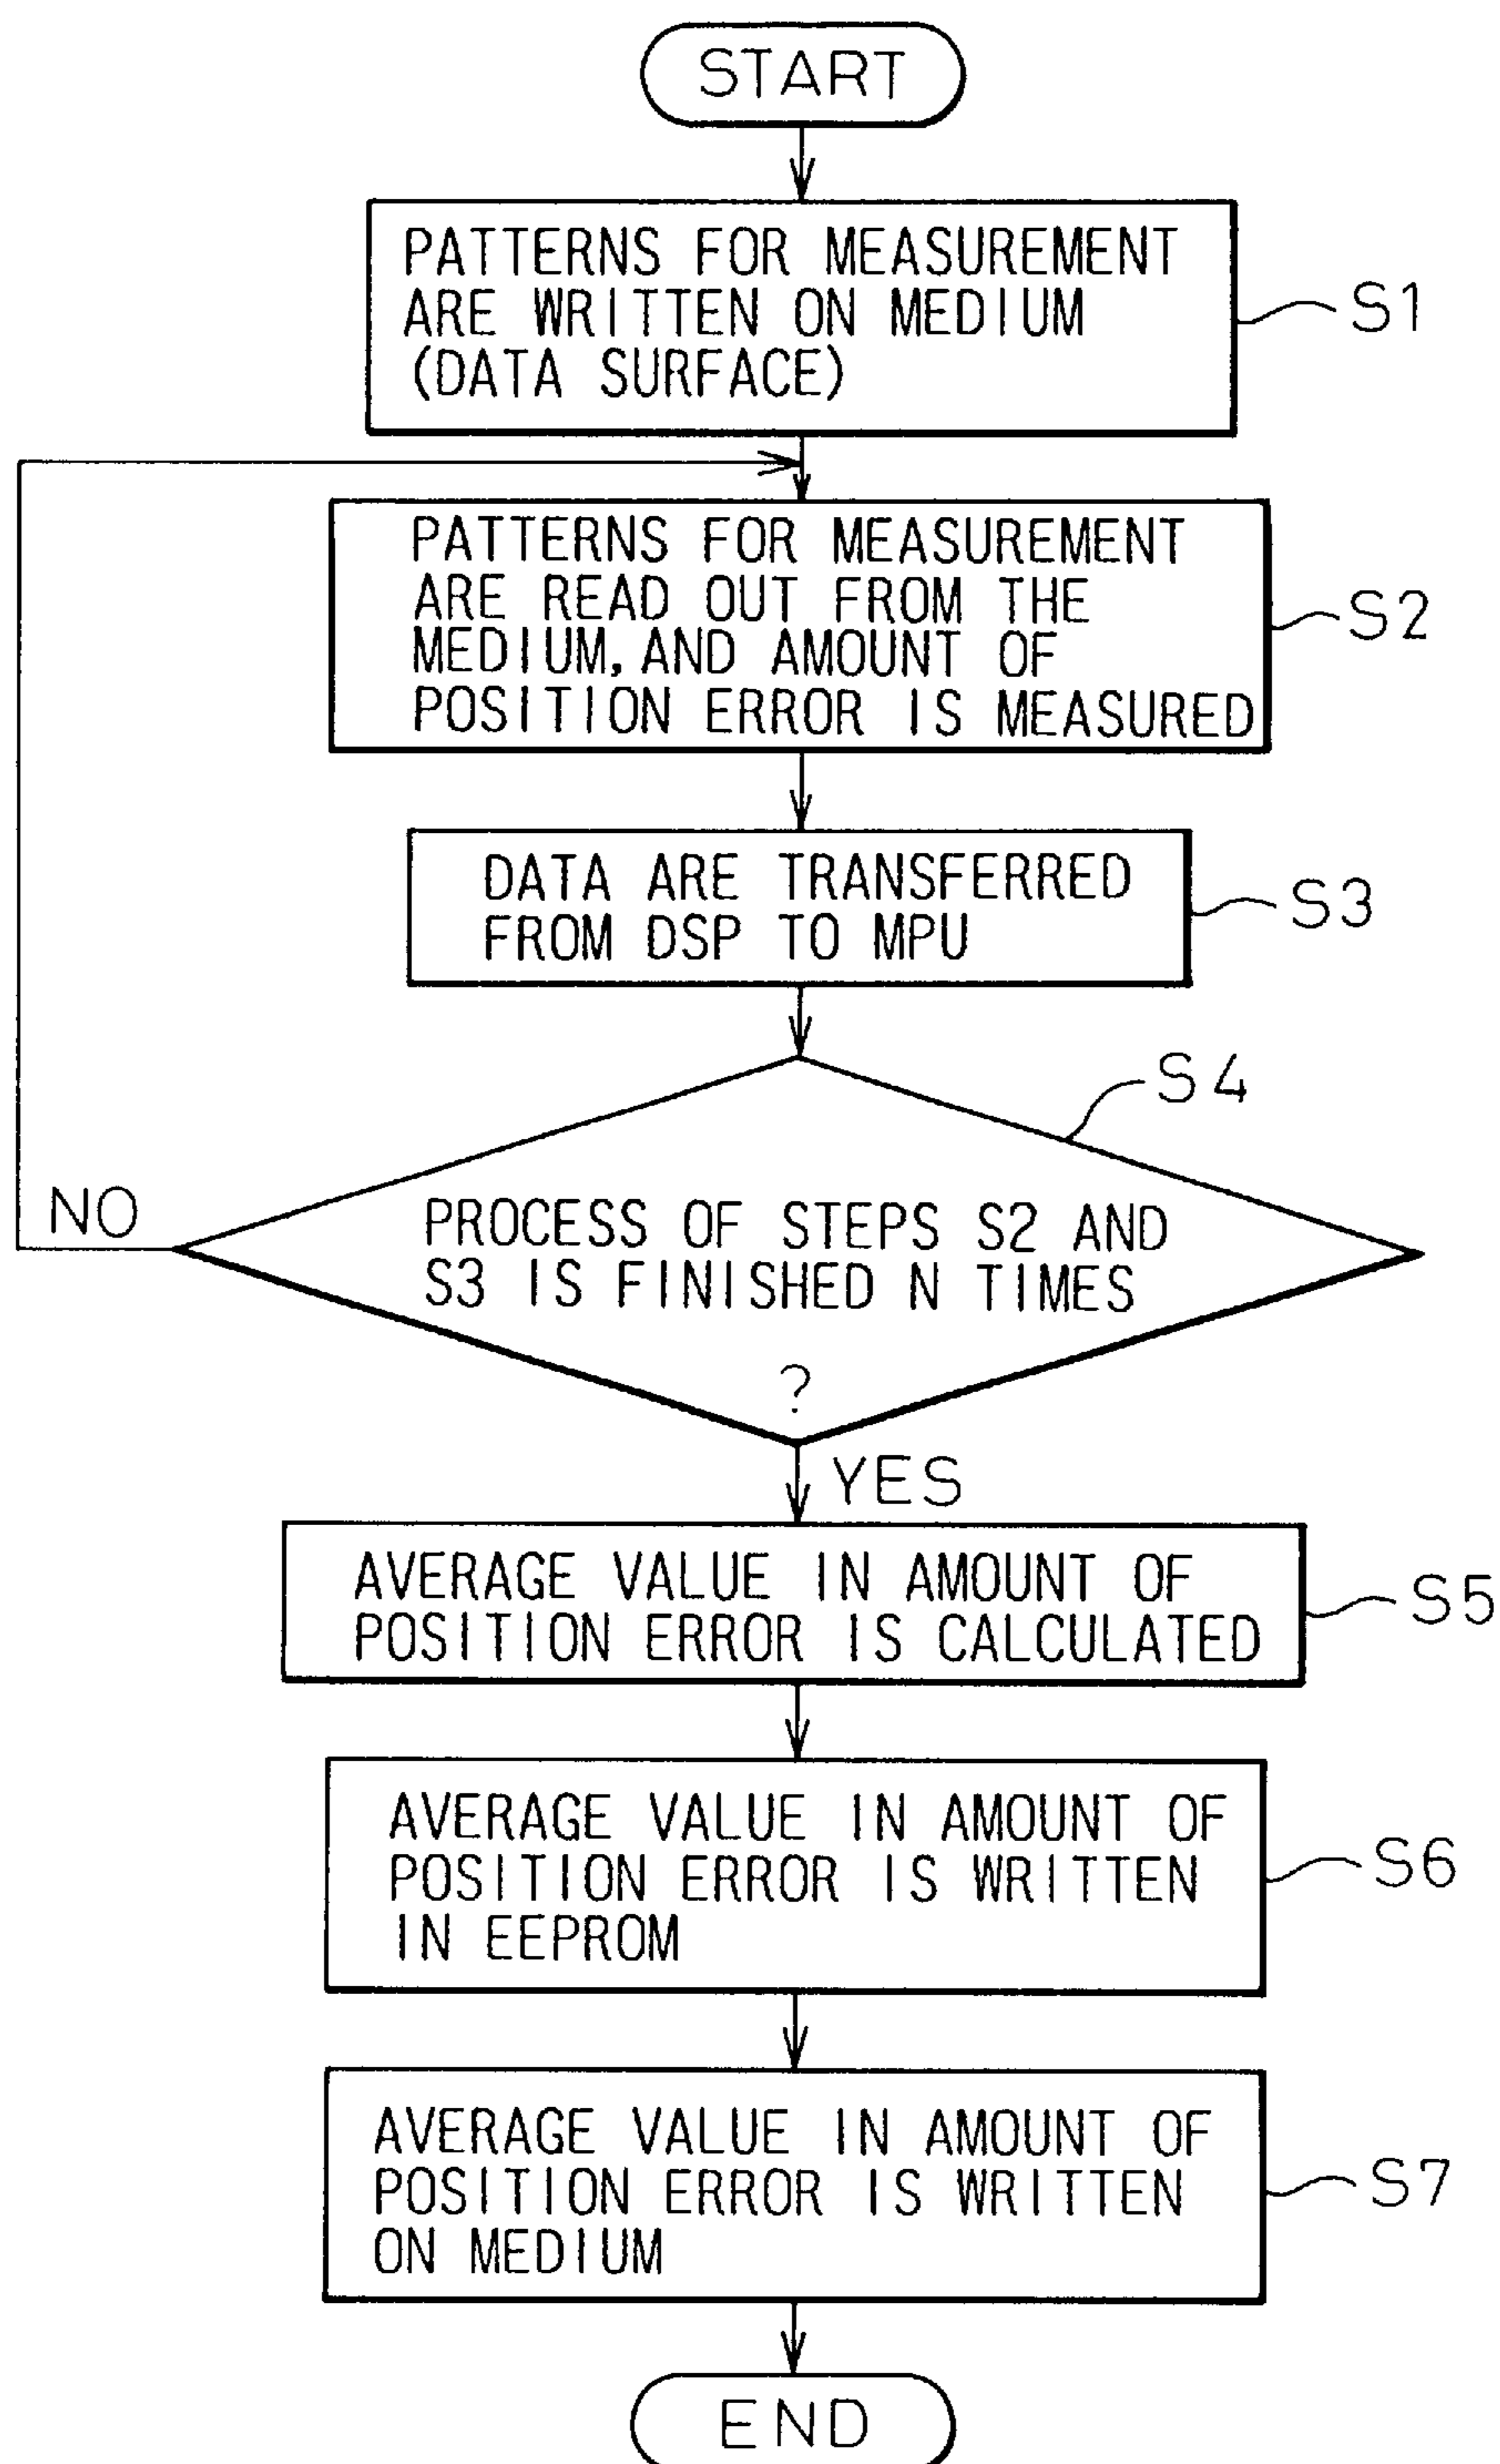 START
PATTERNS FOR MEASUREMENT
ARE WRITTEN ON MEDIUM
(DATA SURFACE)
S1
PATTERNS FOR MEASUREMENT
ARE READ OUT FROM THE
MEDIUM, AND AMOUNT OF
POSITION ERROR IS MEASURED
S2
DATA ARE TRANSFERRED
FROM DSP TO MPU
S3
S4
NO
PROCESS OF STEPS S2 AND
S3 IS FINISHED N TIMES
?
YES
AVERAGE VALUE IN AMOUNT OF
POSITION ERROR IS CALCULATED
S5
AVERAGE VALUE IN AMOUNT OF
POSITION ERROR IS WRITTEN
IN EEPROM
S6
AVERAGE VALUE IN AMOUNT OF
POSITION ERROR IS WRITTEN
ON MEDIUM
S7
END